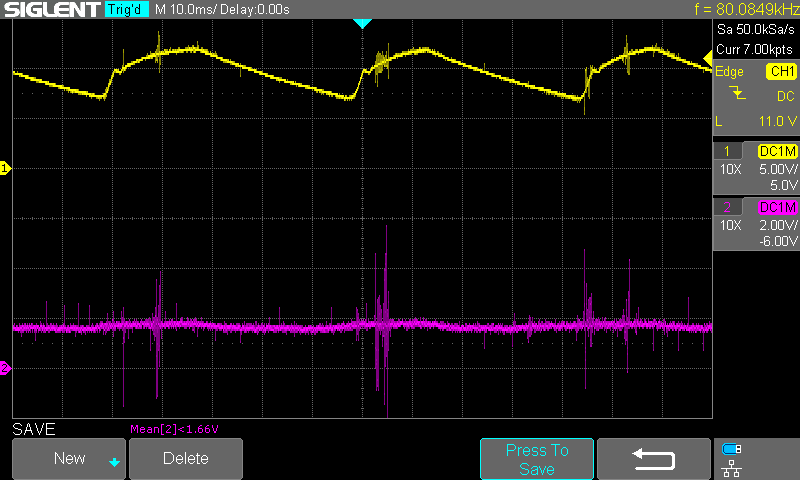 SIGLENT Trig'd M 10.0ms/ Delay:0.00s f = 80.0849kHz
Sa 50.0kSa/s
Curr 7.00kpts
Edge CH1
DC
L 11.0 V
1 DC1M
10X 5.00V/
5.0V
2 DC1M
10X 2.00V/
-6.00V
1
2
SAVE Mean[2]<1.66V
New Delete Press To
Save